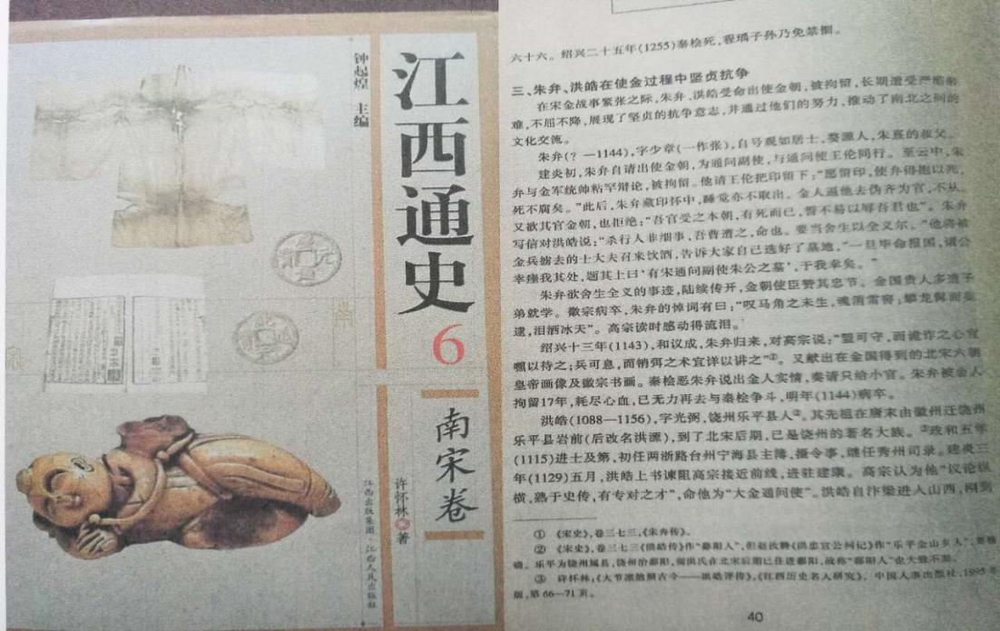 钟起煌 主编
江西通史
6
南宋卷
许怀林 著
江西出版集团·江西人民出版社
六十六。绍兴二十五年(1255)秦桧死,程瑀子孙乃免禁锢。
三、朱弁、洪皓在使金过程中坚贞抗争
在宋金战事紧张之际,朱弁、洪皓受命出使金朝,被拘留,长期遭受严酷
难,不屈不降,展现了坚贞的抗争意志,并通过他们的努力,推动了南北之间的
文化交流。
朱弁(?—1144),字少章(一作张),自号观如居士,婺源人,朱熹的叔父。
建炎初,朱弁自请出使金朝,为通问副使,与通问使王伦同行。至云中,朱
弁与金军统帅粘罕辩论,被拘留。他请王伦把印留下:“愿留印,使弁得抱以死,
死不腐矣。”此后,朱弁藏印怀中,睡觉亦不取出。金人逼他去伪齐为官,不从。
又欲其官金朝,也拒绝:“吾官受之本朝,有死而已,誓不易以辱吾君也”。朱弁
写信对洪皓说:“杀行人非细事,吾曹遭之,命也。要当舍生以全义尔。”他将被
金兵掳去的士大夫召来饮酒,告诉大家自己选好了墓地,“一旦毕命报国,诸公
幸瘗我其处,题其上曰‘有宋通问副使朱公之墓’,于我幸矣。”
朱弁欲舍生全义的事迹,陆续传开,金朝使臣赞其忠节。金国贵人多遣子
弟就学。徽宗病卒,朱弁的悼词有曰:“叹马角之未生,魂消雪窖;攀龙髯而莫
逮,泪洒冰天”。高宗读时感动得流泪。
绍兴十三年(1143),和议成,朱弁归来,对高宗说:“盟可守,而诡诈之心宜
嘿以待之;兵可息,而销弭之术宜详以讲之”①。又献出在金国得到的北宋六朝
皇帝画像及徽宗书画。秦桧恶朱弁说出金人实情,奏请只给小官。朱弁被金人
拘留17年,耗尽心血,已无力再去与秦桧争斗,明年(1144)病卒。
洪皓(1088—1156),字光弼,饶州乐平县人②。其先祖在唐末由徽州迁饶州
乐平县岩前(后改名洪源),到了北宋后期,已是饶州的著名大族。③政和五年
(1115)进士及第,初任两浙路台州宁海县主簿,摄令事,继任秀州司录。建炎三
年(1129)五月,洪皓上书谏阻高宗接近前线,进驻建康。高宗认为他“议论纵
横,熟于史传,有专对之才”,命他为“大金通问使”。洪皓自汴梁进入山西,刚到
① 《宋史》,卷三七三,《朱弁传》。
② 《宋史》,卷三七三《洪皓传》作“鄱阳人”,但赵汝腾《洪忠宣公祠记》作“乐平金山乡人”,更
确。乐平为饶州属县,饶州治鄱阳,而洪氏在北宋后期已住进鄱阳,故称“鄱阳人”也大致不差。
③ 许怀林:《大节凛然照古今——洪皓评传》,《江西历史名人研究》,中国人事出版社,1995年
版,第66—71页。
40